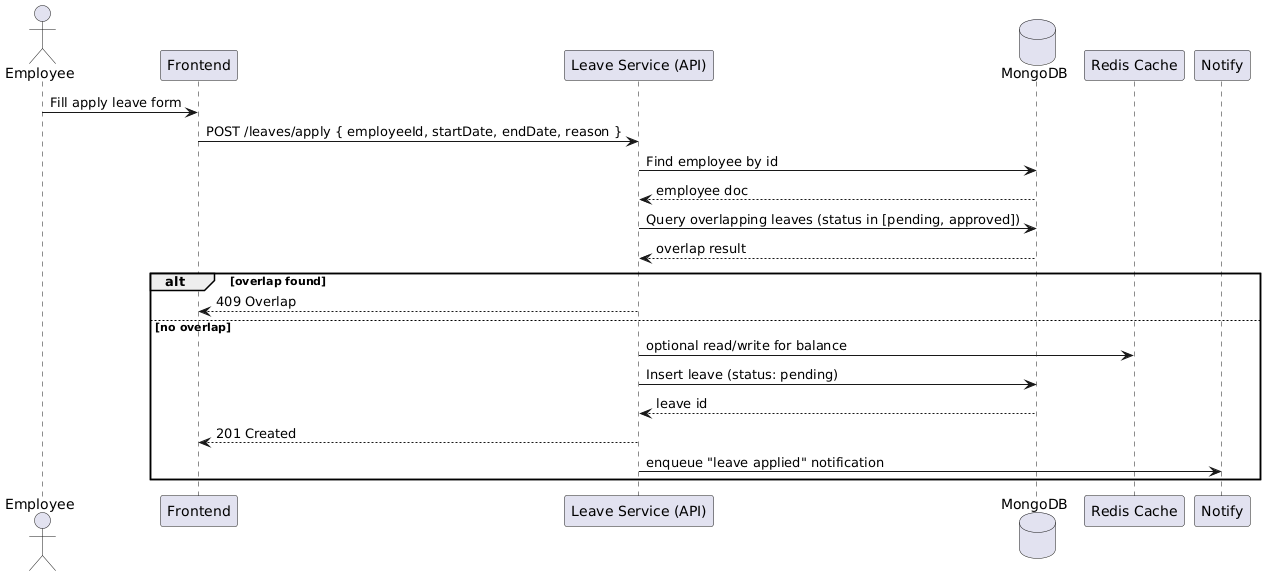 Employee
Frontend
Leave Service (API)
MongoDB
Redis Cache
Notify
Fill apply leave form
POST /leaves/apply { employeeId, startDate, endDate, reason }
Find employee by id
employee doc
Query overlapping leaves (status in [pending, approved])
overlap result
alt
[overlap found]
409 Overlap
[no overlap]
optional read/write for balance
Insert leave (status: pending)
leave id
201 Created
enqueue "leave applied" notification
Employee
Frontend
Leave Service (API)
MongoDB
Redis Cache
Notify